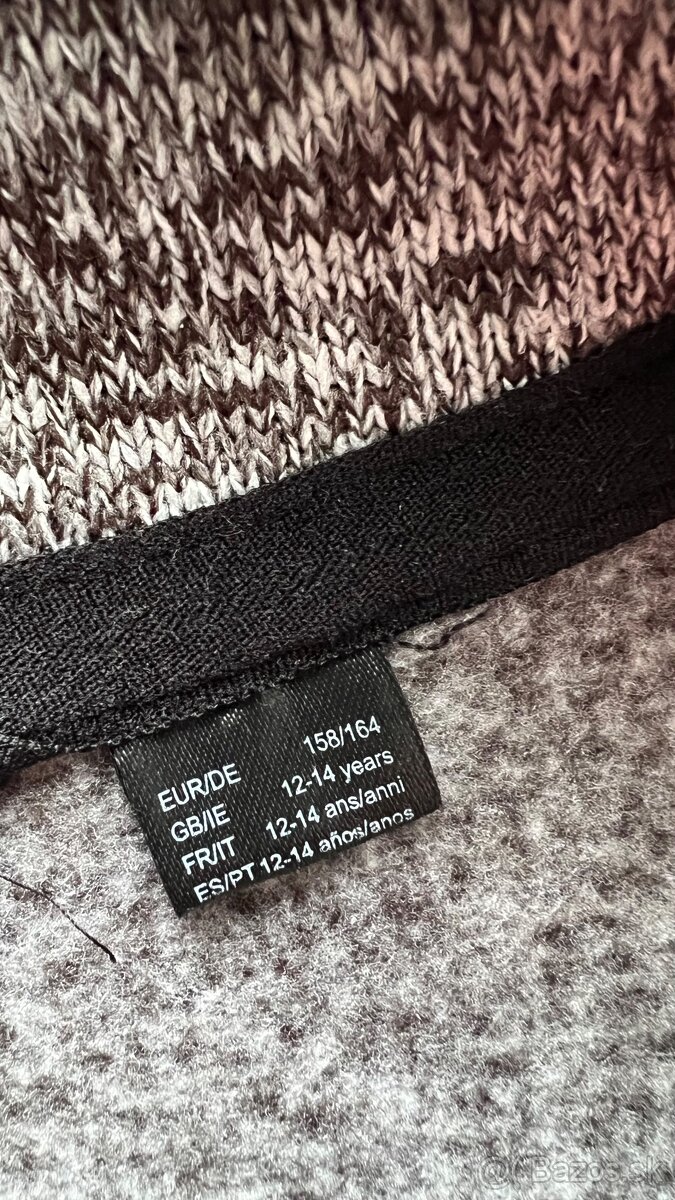 EUR/DE 158/164
GB/IE 12-14 years
FR/IT 12-14 ans/anni
ES/PT 12-14 años/anos
Bazos.sk